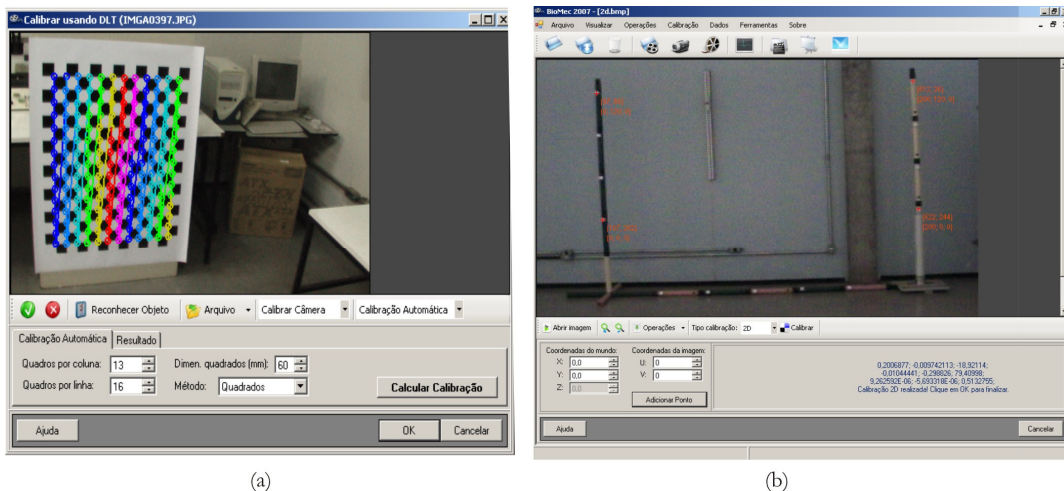 Calibrar usando DLT (IMGA0397.JPG)
Reconhecer Objeto Arquivo Calibrar Câmera Calibração Automática
Calibração Automática Resultado
Quadros por coluna: 13 Dimen. quadrados (mm): 60
Quadros por linha: 16 Método: Quadrados Calcular Calibração
Ajuda OK Cancelar
(a)
BioMec 2007 - [2d.bmp]
Arquivo Visualizar Operações Calibração Dados Ferramentas Sobre
Abrir imagem Operações Tipo calibração: 2D Calibrar
Coordenadas do mundo: Coordenadas da imagem:
X: 0,0 U: 0
Y: 0,0 V: 0
Z: 0,0
Adicionar Ponto
0,2006877; -0,009742113; -18,92114;
-0,01044441; -0,298826; 79,40998;
9,262592E-06; -5,693318E-06; 0,5132755;
Calibração 2D realizada! Clique em OK para finalizar.
Ajuda Cancelar
(b)